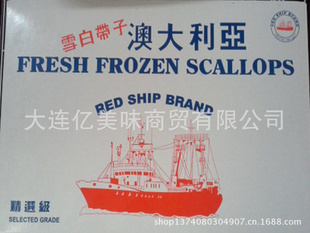 雪白帶子 澳大利亞
FRESH FROZEN SCALLOPS
RED SHIP BRAND
大连亿美味商贸有限公司
精選級
SELECTED GRADE
shop1374080304907.1688.com